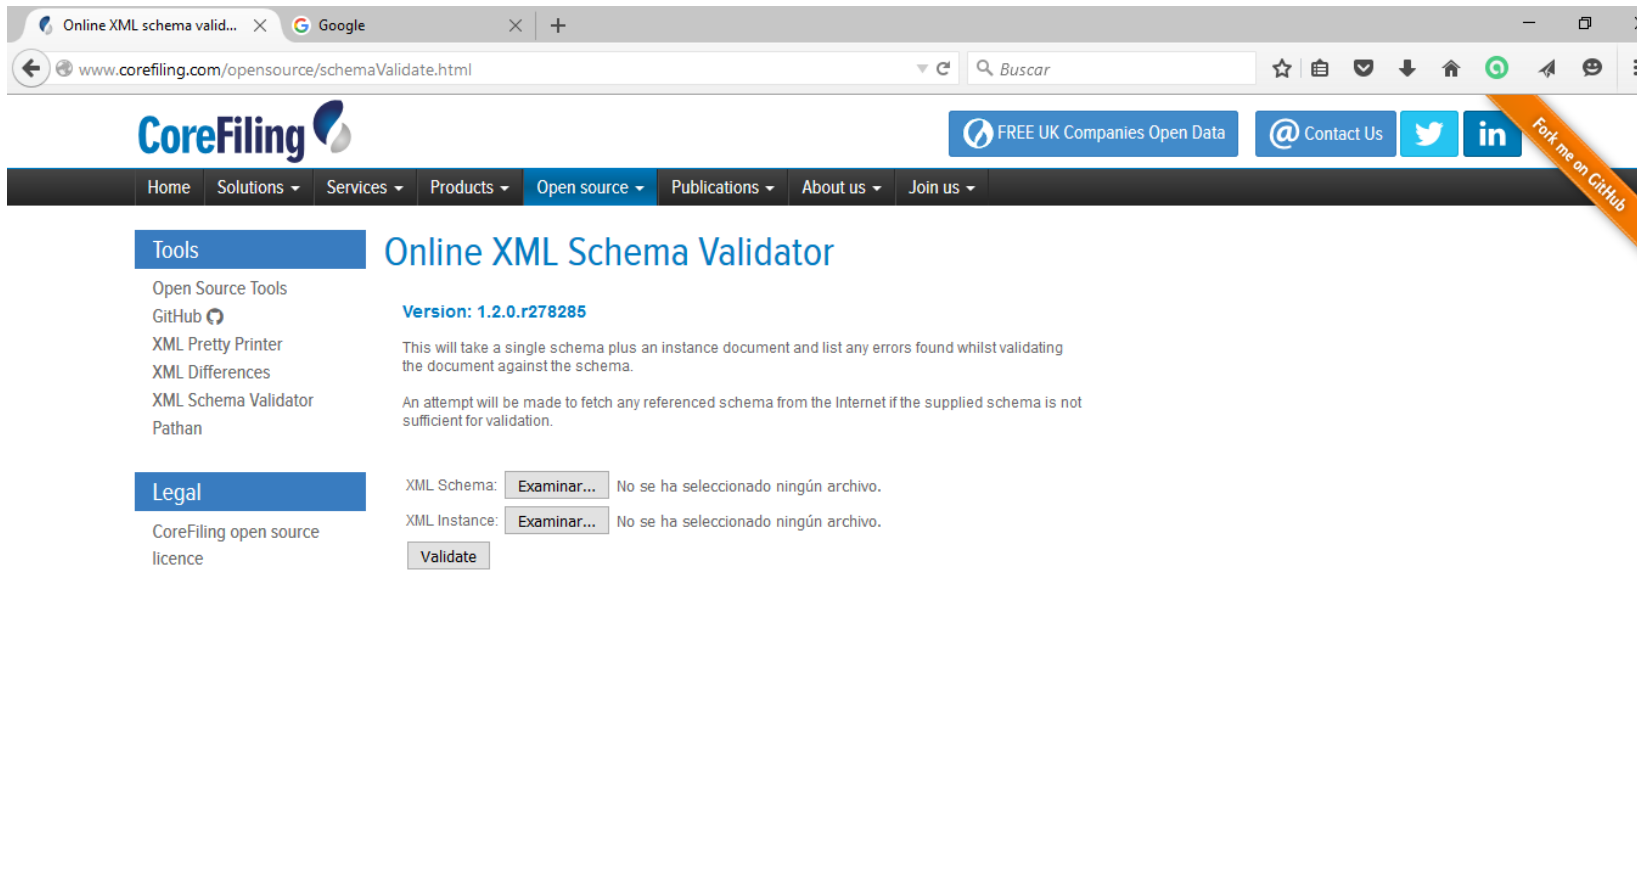 Online XML schema valid...
Google
www.corefiling.com/opensource/schemaValidate.html
Buscar
CoreFiling
FREE UK Companies Open Data
@ Contact Us
in
Fork me on GitHub
Home Solutions Services Products Open source Publications About us Join us
Tools
Open Source Tools
GitHub
XML Pretty Printer
XML Differences
XML Schema Validator
Pathan
Legal
CoreFiling open source
licence
Online XML Schema Validator
Version: 1.2.0.r278285
This will take a single schema plus an instance document and list any errors found whilst validating
the document against the schema.
An attempt will be made to fetch any referenced schema from the Internet if the supplied schema is not
sufficient for validation.
XML Schema: Examinar... No se ha seleccionado ningún archivo.
XML Instance: Examinar... No se ha seleccionado ningún archivo.
Validate